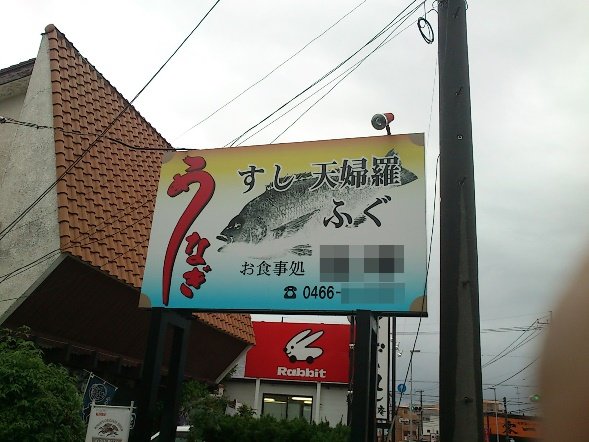 うなぎ
すし 天婦羅
ふぐ
お食事処
☎ 0466-
Rabbit